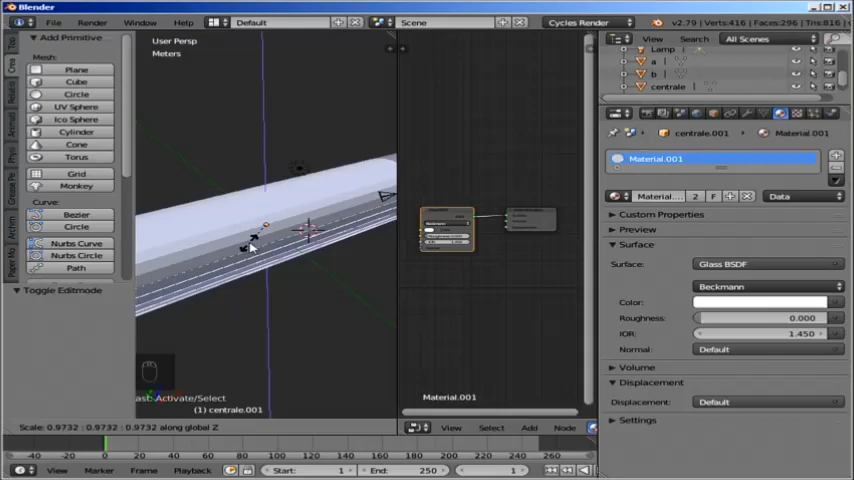 Blender
File
Render
Window
Help
Default
Scene
Cycles Render
v2.79 | Verts:416 | Faces:296 | Tris:816 |
Add Primitive
Mesh:
Plane
Cube
Circle
UV Sphere
Ico Sphere
Cylinder
Cone
Torus
Grid
Monkey
Curve:
Bezier
Circle
Nurbs Curve
Nurbs Circle
Path
Toggle Editmode
User Persp
Meters
ast: Activate/Select
(1) centrale.001
Scale: 0.9732 : 0.9732 : 0.9732 along global Z
Beckmann
Color
Material.001
View
Select
Add
Node
View
Search
All Scenes
Lamp
a
b
centrale
centrale.001
Material.001
Material.001
Material...
2
F
Data
Custom Properties
Preview
Surface
Surface:
Glass BSDF
Beckmann
Color:
Roughness:
0.000
IOR:
1.450
Normal:
Default
Volume
Displacement
Displacement:
Default
Settings
-40 -20 0 20 40 60 80 100 120 140 160 180 200 220 240 260 280
View
Marker
Frame
Playback
Start:
1
End:
250
1